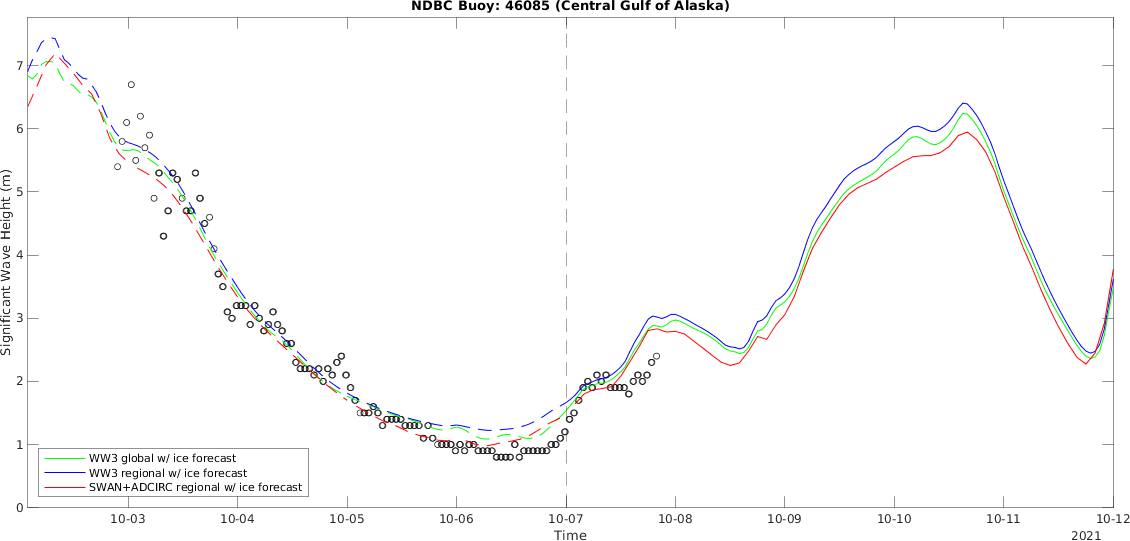 NDBC Buoy: 46085 (Central Gulf of Alaska)
Significant Wave Height (m)
7
6
5
4
3
2
1
0
WW3 global w/ ice forecast
WW3 regional w/ ice forecast
SWAN+ADCIRC regional w/ ice forecast
10-03 10-04 10-05 10-06 10-07 10-08 10-09 10-10 10-11 10-12
Time
2021